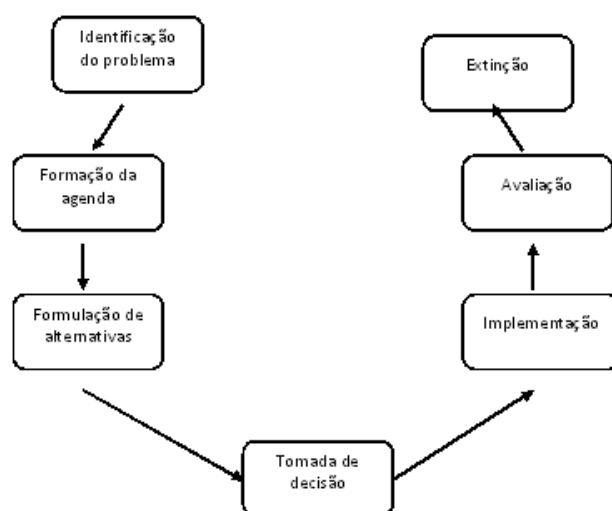 Identificação
do problema
Formação da
agenda
Formulação de
alternativas
Tomada de
decisão
Implementação
Avaliação
Extinção